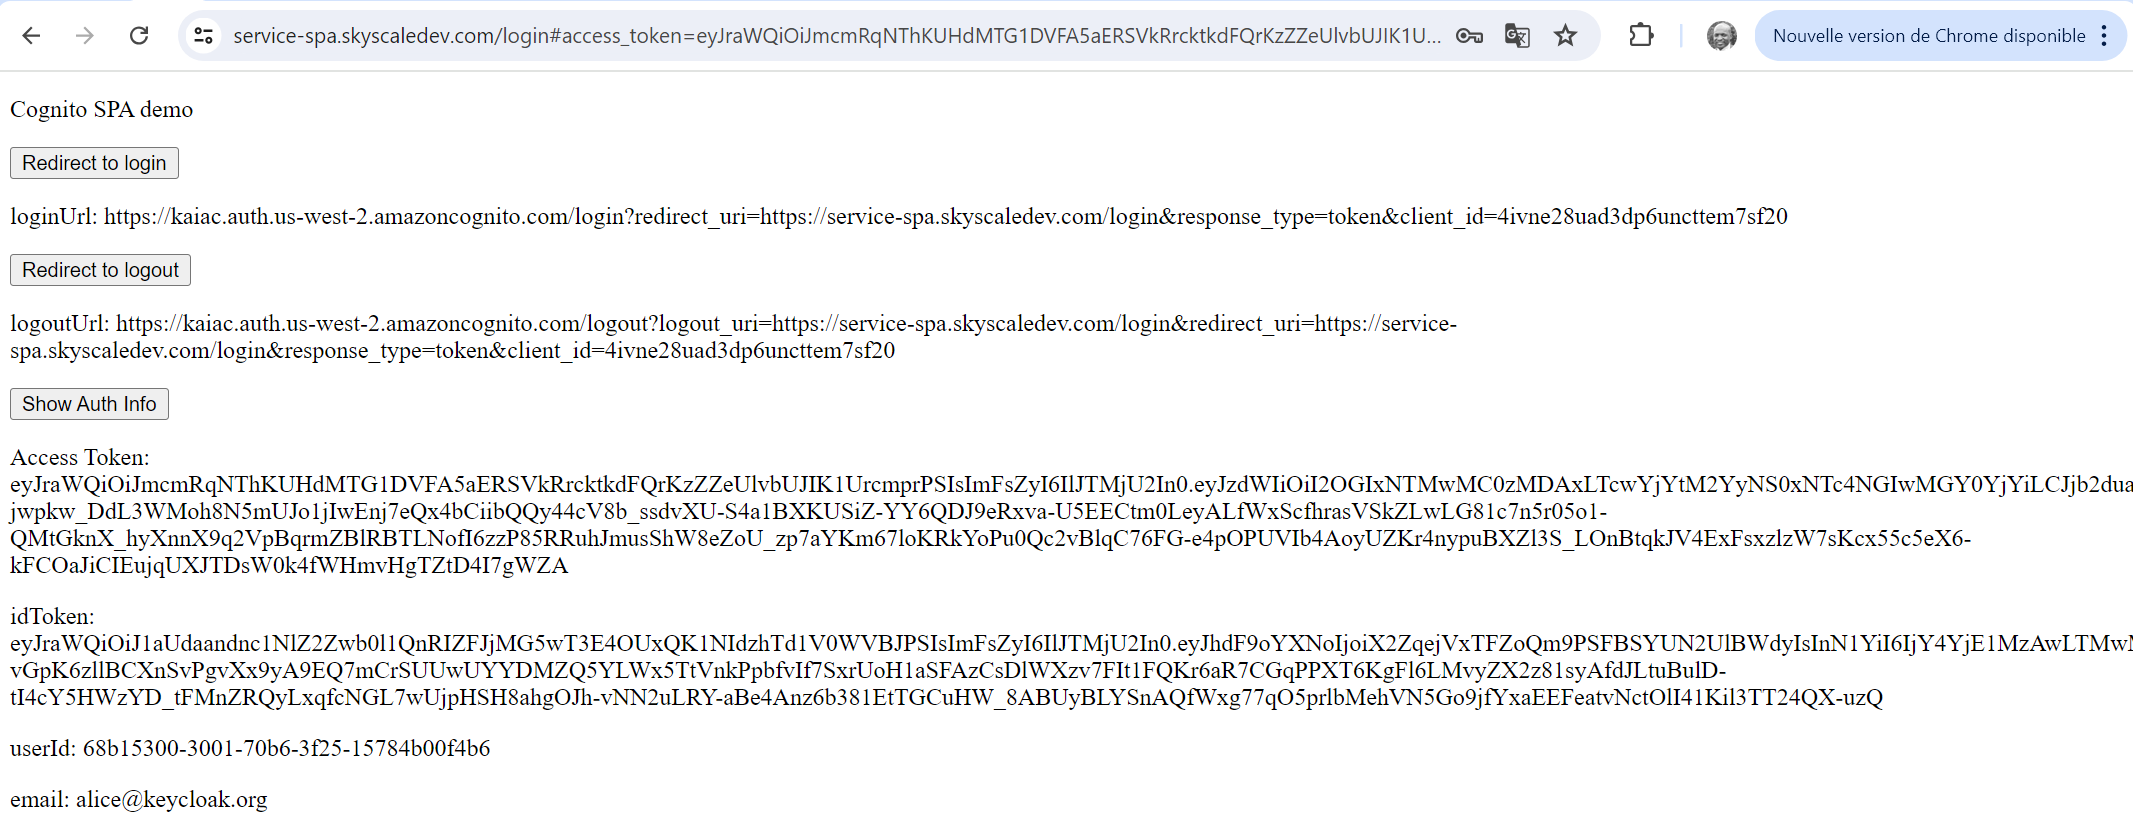 service-spa.skyscaledev.com/login#access_token=eyJraWQiOiJmcmRqNThKUHdMTG1DVFA5aERSVkRrcktkdFQrKzZZeUlvbUJIK1U...
Nouvelle version de Chrome disponible
Cognito SPA demo
Redirect to login
loginUrl: https://kaiac.auth.us-west-2.amazoncognito.com/login?redirect_uri=https://service-spa.skyscaledev.com/login&response_type=token&client_id=4ivne28uad3dp6uncttem7sf20
Redirect to logout
logoutUrl: https://kaiac.auth.us-west-2.amazoncognito.com/logout?logout_uri=https://service-spa.skyscaledev.com/login&redirect_uri=https://service-
spa.skyscaledev.com/login&response_type=token&client_id=4ivne28uad3dp6uncttem7sf20
Show Auth Info
Access Token:
eyJraWQiOiJmcmRqNThKUHdMTG1DVFA5aERSVkRrcktkdFQrKzZZeUlvbUJIK1UrcmprPSIsImFsZyI6IlJTMjU2In0.eyJzdWIiOiI2OGIxNTMwMC0zMDAxLTcwYjYtM2YyNS0xNTc4NGIwMGY0YjYiLCJjb2dua
jwpkw_DdL3WMoh8N5mUJo1jIwEnj7eQx4bCiibQQy44cV8b_ssdvXU-S4a1BXKUSiZ-YY6QDJ9eRxva-U5EECtm0LeyALfWxScfhrasVSkZLwLG81c7n5r05o1-
QMtGknX_hyXnnX9q2VpBqrmZBlRBTLNofI6zzP85RRuhJmusShW8eZoU_zp7aYKm67loKRkYoPu0Qc2vBlqC76FG-e4pOPUVIb4AoyUZKr4nypuBXZl3S_LOnBtqkJV4ExFsxzlzW7sKcx55c5eX6-
kFCOaJiCIEujqUXJTDsW0k4fWHmvHgTZtD4I7gWZA
idToken:
eyJraWQiOiJ1aUdaandnc1NlZ2Zwb0l1QnRIZFJjMG5wT3E4OUxQK1NIdzhTd1V0WVBJPSIsImFsZyI6IlJTMjU2In0.eyJhdF9oYXNoIjoiX2ZqejVxTFZoQm9PSFBSYUN2UlBWdyIsInN1YiI6IjY4YjE1MzAwLTMwM
vGpK6zllBCXnSvPgvXx9yA9EQ7mCrSUUwUYYDMZQ5YLWx5TtVnkPpbfvIf7SxrUoH1aSFAzCsDlWXzv7FIt1FQKr6aR7CGqPPXT6KgFl6LMvyZX2z81syAfdJLtuBulD-
tI4cY5HWzYD_tFMnZRQyLxqfcNGL7wUjpHSH8ahgOJh-vNN2uLRY-aBe4Anz6b381EtTGCuHW_8ABUyBLYSnAQfWxg77qO5prlbMehVN5Go9jfYxaEEFeatvNctOlI41Kil3TT24QX-uzQ
userId: 68b15300-3001-70b6-3f25-15784b00f4b6
email: alice@keycloak.org